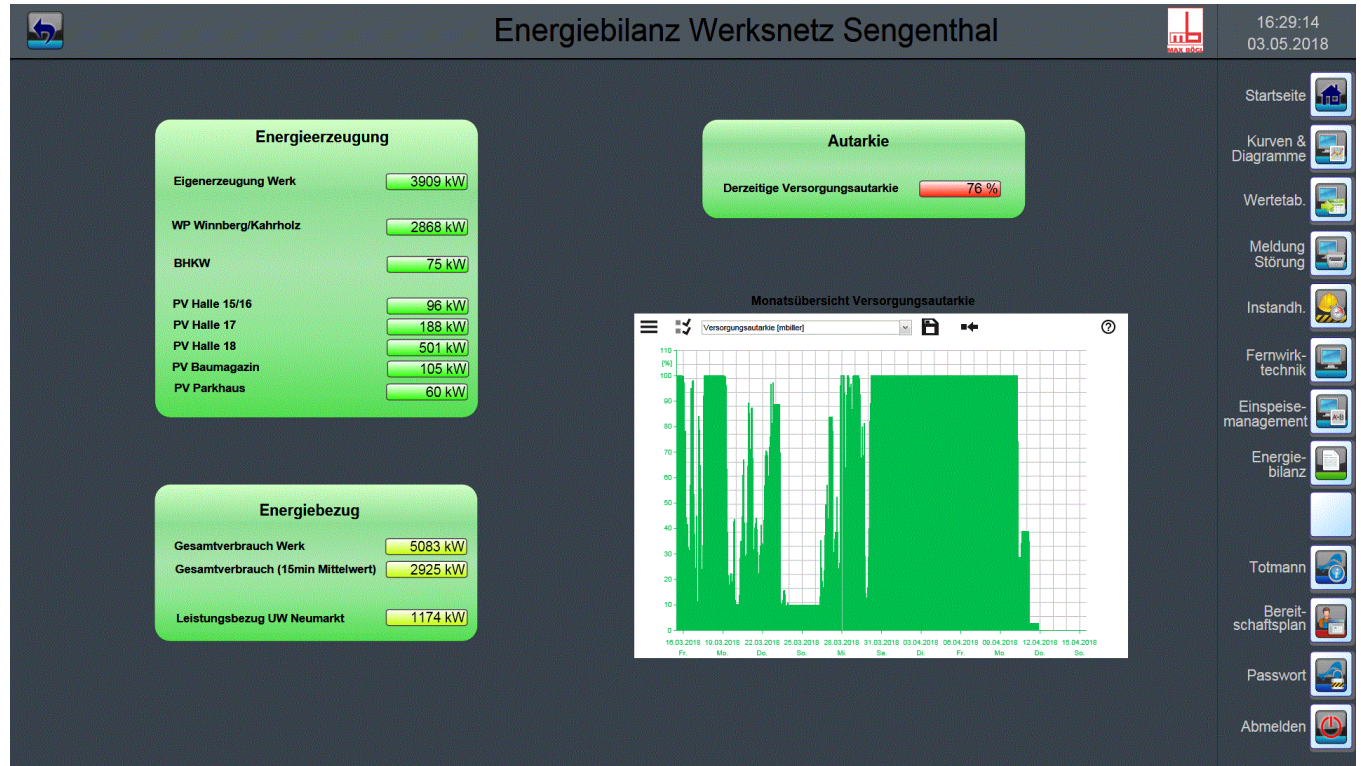 Energiebilanz Werksnetz Sengenthal
MAX BÖGL
16:29:14
03.05.2018
Energieerzeugung
Eigenerzeugung Werk 3909 kW
WP Winnberg/Kahrholz 2868 kW
BHKW 75 kW
PV Halle 15/16 96 kW
PV Halle 17 188 kW
PV Halle 18 501 kW
PV Baumagazin 105 kW
PV Parkhaus 60 kW
Energiebezug
Gesamtverbrauch Werk 5083 kW
Gesamtverbrauch (15min Mittelwert) 2925 kW
Leistungsbezug UW Neumarkt 1174 kW
Autarkie
Derzeitige Versorgungsautarkie 76 %
Monatsübersicht Versorgungsautarkie
Versorgungsautarkie [mbiller]
110
[%]
100
90
80
70
60
50
40
30
20
10
0
16.03.2018 19.03.2018 22.03.2018 25.03.2018 28.03.2018 31.03.2018 03.04.2018 06.04.2018 09.04.2018 12.04.2018 15.04.2018
Fr. Mo. Do. So. Mi. Sa. Di. Fr. Mo. Do. So.
Startseite
Kurven &
Diagramme
Wertetab.
Meldung
Störung
Instandh.
Fernwirk-
technik
Einspeise-
management
A-B
Energie-
bilanz
Totmann
Bereit-
schaftsplan
Passwort
Abmelden